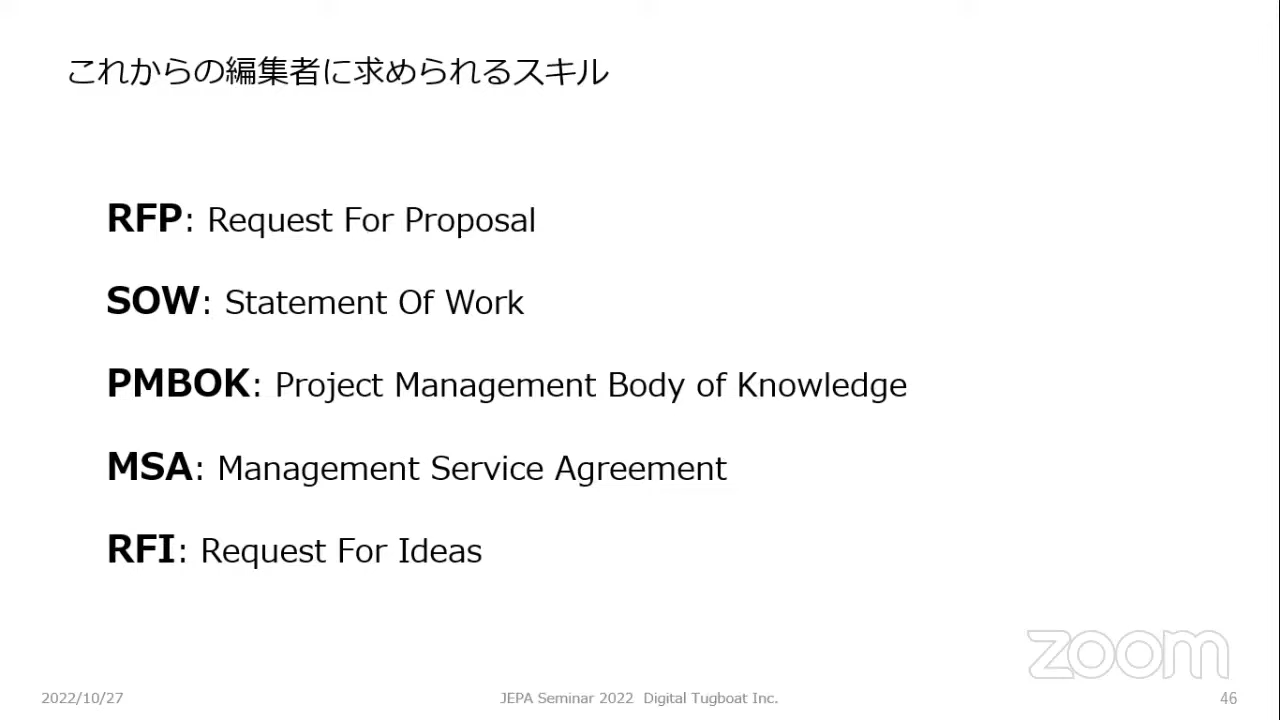 これからの編集者に求められるスキル
RFP: Request For Proposal
SOW: Statement Of Work
PMBOK: Project Management Body of Knowledge
MSA: Management Service Agreement
RFI: Request For Ideas
zoom
2022/10/27 JEPA Seminar 2022 Digital Tugboat Inc. 46